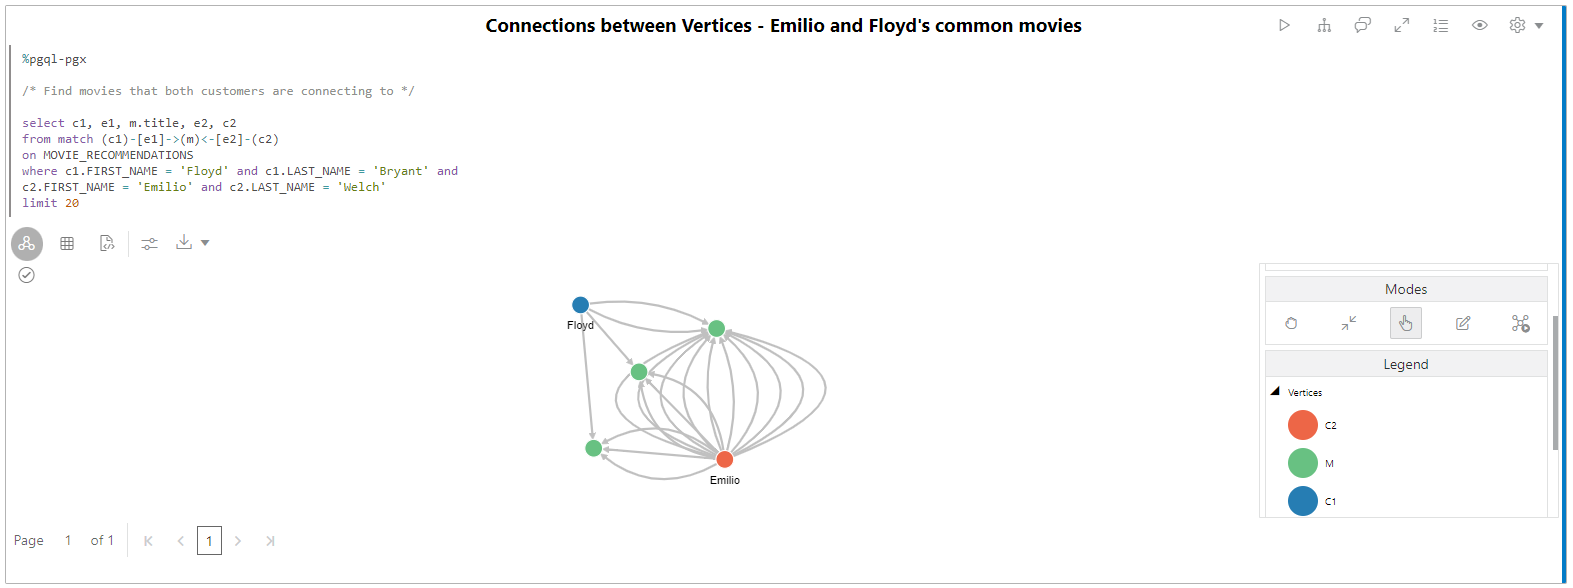 Connections between Vertices - Emilio and Floyd's common movies
%pgql-pgx
/* Find movies that both customers are connecting to */
select c1, e1, m.title, e2, c2
from match (c1)-[e1]->(m)<-[e2]-(c2)
on MOVIE_RECOMMENDATIONS
where c1.FIRST_NAME = 'Floyd' and c1.LAST_NAME = 'Bryant' and
c2.FIRST_NAME = 'Emilio' and c2.LAST_NAME = 'Welch'
limit 20
Floyd
Emilio
Modes
Legend
Vertices
C2
M
C1
Page 1 of 1 1